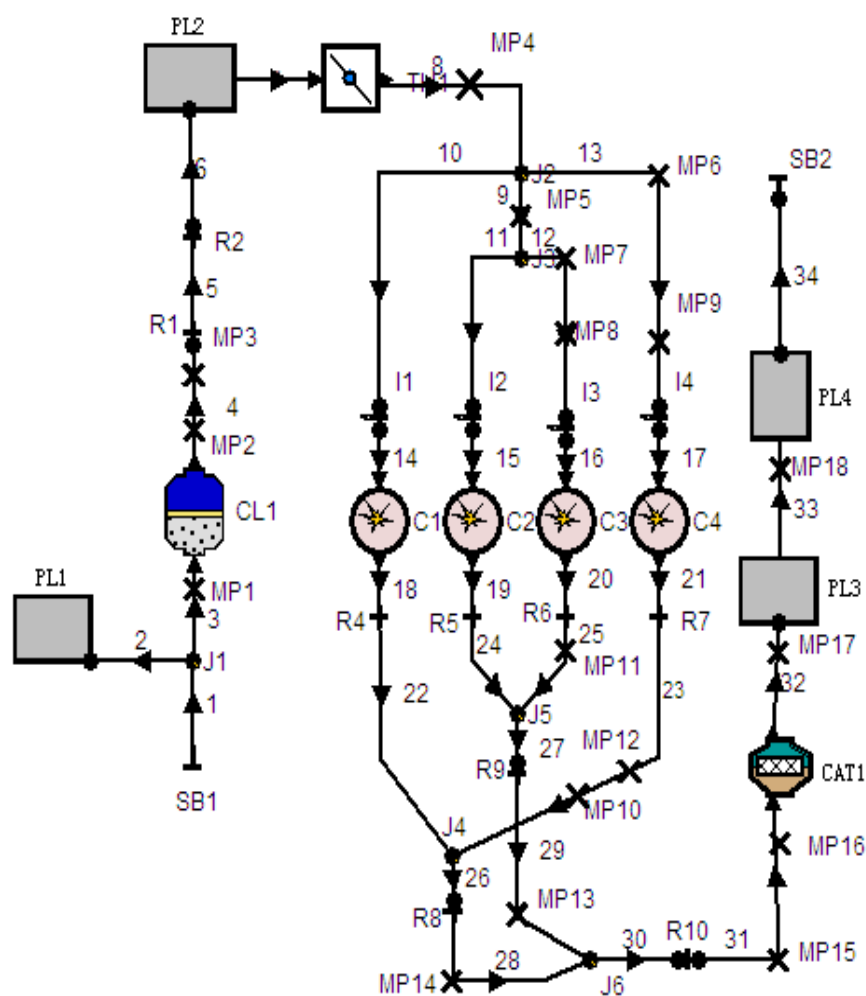 PL2
MP4
8
TH1
6
10
13
J2
MP6
SB2
9
MP5
11
12
J3
MP7
R2
5
34
R1
MP3
MP8
MP9
4
MP2
I1
I2
I3
I4
PL4
14
15
16
17
MP18
CL1
C1
C2
C3
C4
33
PL1
MP1
3
18
19
20
21
PL3
2
J1
R4
R5
R6
R7
24
25
MP11
MP17
1
22
23
32
J5
SB1
27
MP12
R9
CAT1
MP10
J4
29
MP16
26
R8
MP13
R10
30
31
MP15
MP14
28
J6